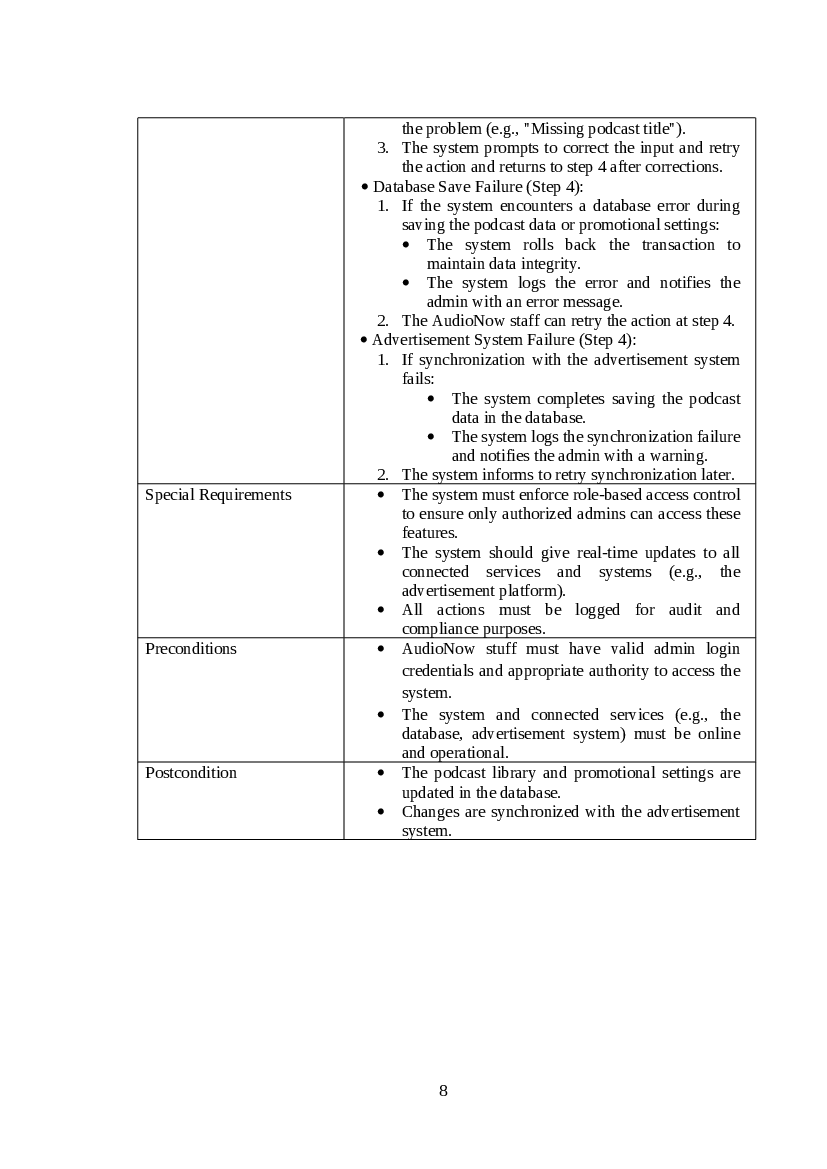 the problem (e.g., "Missing podcast title").
3. The system prompts to correct the input and retry
the action and returns to step 4 after corrections.
• Database Save Failure (Step 4):
1. If the system encounters a database error during
saving the podcast data or promotional settings:
• The system rolls back the transaction to
maintain data integrity.
• The system logs the error and notifies the
admin with an error message.
2. The AudioNow staff can retry the action at step 4.
• Advertisement System Failure (Step 4):
1. If synchronization with the advertisement system
fails:
• The system completes saving the podcast
data in the database.
• The system logs the synchronization failure
and notifies the admin with a warning.
2. The system informs to retry synchronization later.
Special Requirements
• The system must enforce role-based access control
to ensure only authorized admins can access these
features.
• The system should give real-time updates to all
connected services and systems (e.g., the
advertisement platform).
• All actions must be logged for audit and
compliance purposes.
Preconditions
• AudioNow stuff must have valid admin login
credentials and appropriate authority to access the
system.
• The system and connected services (e.g., the
database, advertisement system) must be online
and operational.
Postcondition
• The podcast library and promotional settings are
updated in the database.
• Changes are synchronized with the advertisement
system.
8